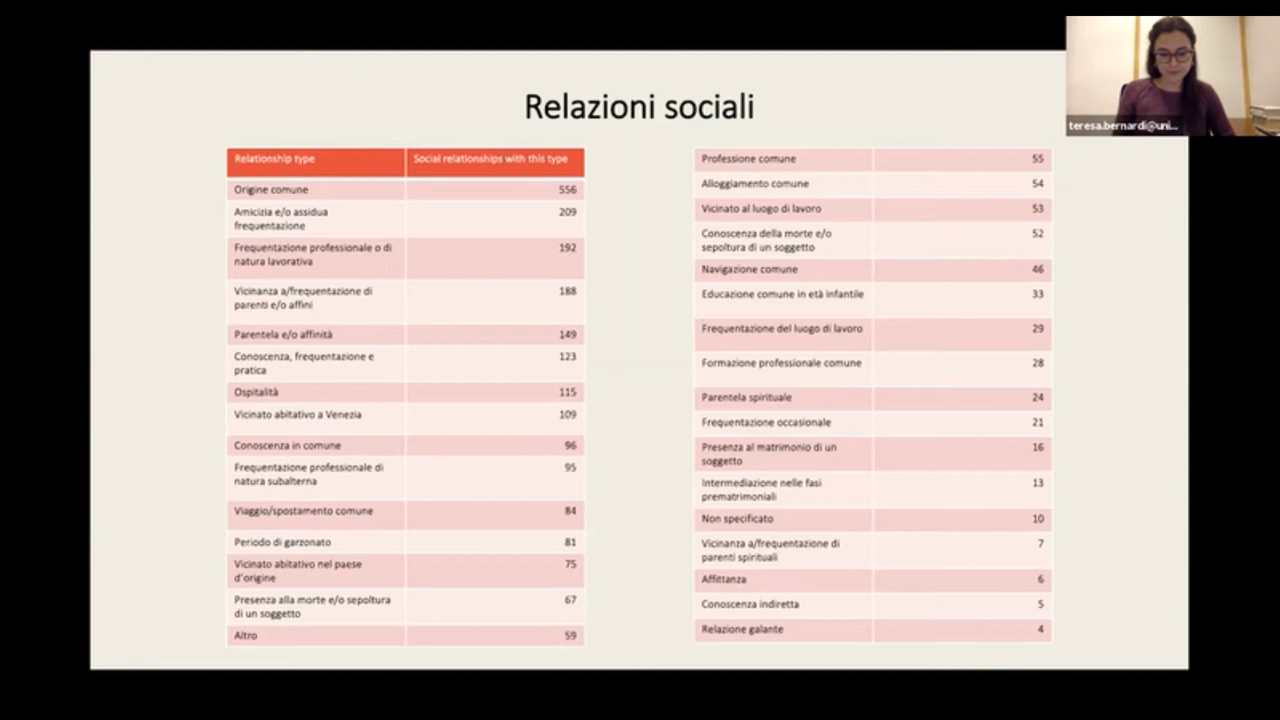 Relazioni sociali
teresa.bernardi@uni...
Relationship type Social relationships with this type
Origine comune 556
Amicizia e/o assidua 209
frequentazione
Frequentazione professionale o di 192
natura lavorativa
Vicinanza a/frequentazione di 188
parenti e/o affini
Parentela e/o affinità 149
Conoscenza, frequentazione e 123
pratica
Ospitalità 115
Vicinato abitativo a Venezia 109
Conoscenza in comune 96
Frequentazione professionale di 95
natura subalterna
Viaggio/spostamento comune 84
Periodo di garzonato 81
Vicinato abitativo nel paese 75
d'origine
Presenza alla morte e/o sepoltura 67
di un soggetto
Altro 59
Professione comune 55
Alloggiamento comune 54
Vicinato al luogo di lavoro 53
Conoscenza della morte e/o 52
sepoltura di un soggetto
Navigazione comune 46
Educazione comune in età infantile 33
Frequentazione del luogo di lavoro 29
Formazione professionale comune 28
Parentela spirituale 24
Frequentazione occasionale 21
Presenza al matrimonio di un 16
soggetto
Intermediazione nelle fasi 13
prematrimoniali
Non specificato 10
Vicinanza a/frequentazione di 7
parenti spirituali
Affittanza 6
Conoscenza indiretta 5
Relazione galante 4